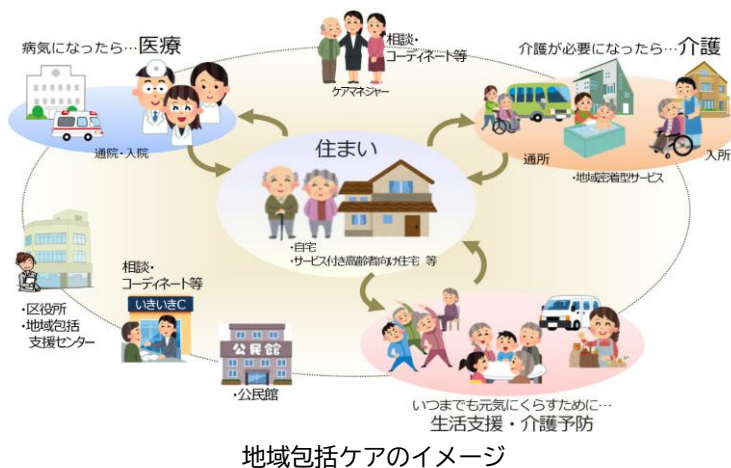 病気になったら…医療
通院・入院
相談・
コーディネート等
ケアマネジャー
介護が必要になったら…介護
通所
・地域密着型サービス
入所
住まい
・自宅
・サービス付き高齢者向け住宅 等
・区役所
・地域包括
支援センター
相談・
コーディネート等
いきいきC
公民館
・公民館
いつまでも元気にくらすために…
生活支援・介護予防
地域包括ケアのイメージ